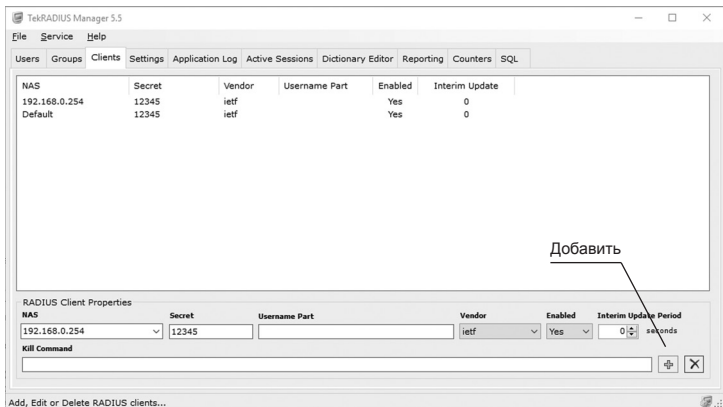 TekRADIUS Manager 5.5
File Service Help
Users Groups Clients Settings Application Log Active Sessions Dictionary Editor Reporting Counters SQL
NAS Secret Vendor Username Part Enabled Interim Update
192.168.0.254 12345 ietf Yes 0
Default 12345 ietf Yes 0
Добавить
RADIUS Client Properties
NAS Secret Username Part Vendor Enabled Interim Update Period
192.168.0.254 12345 ietf Yes 0 seconds
Kill Command
Add, Edit or Delete RADIUS clients...